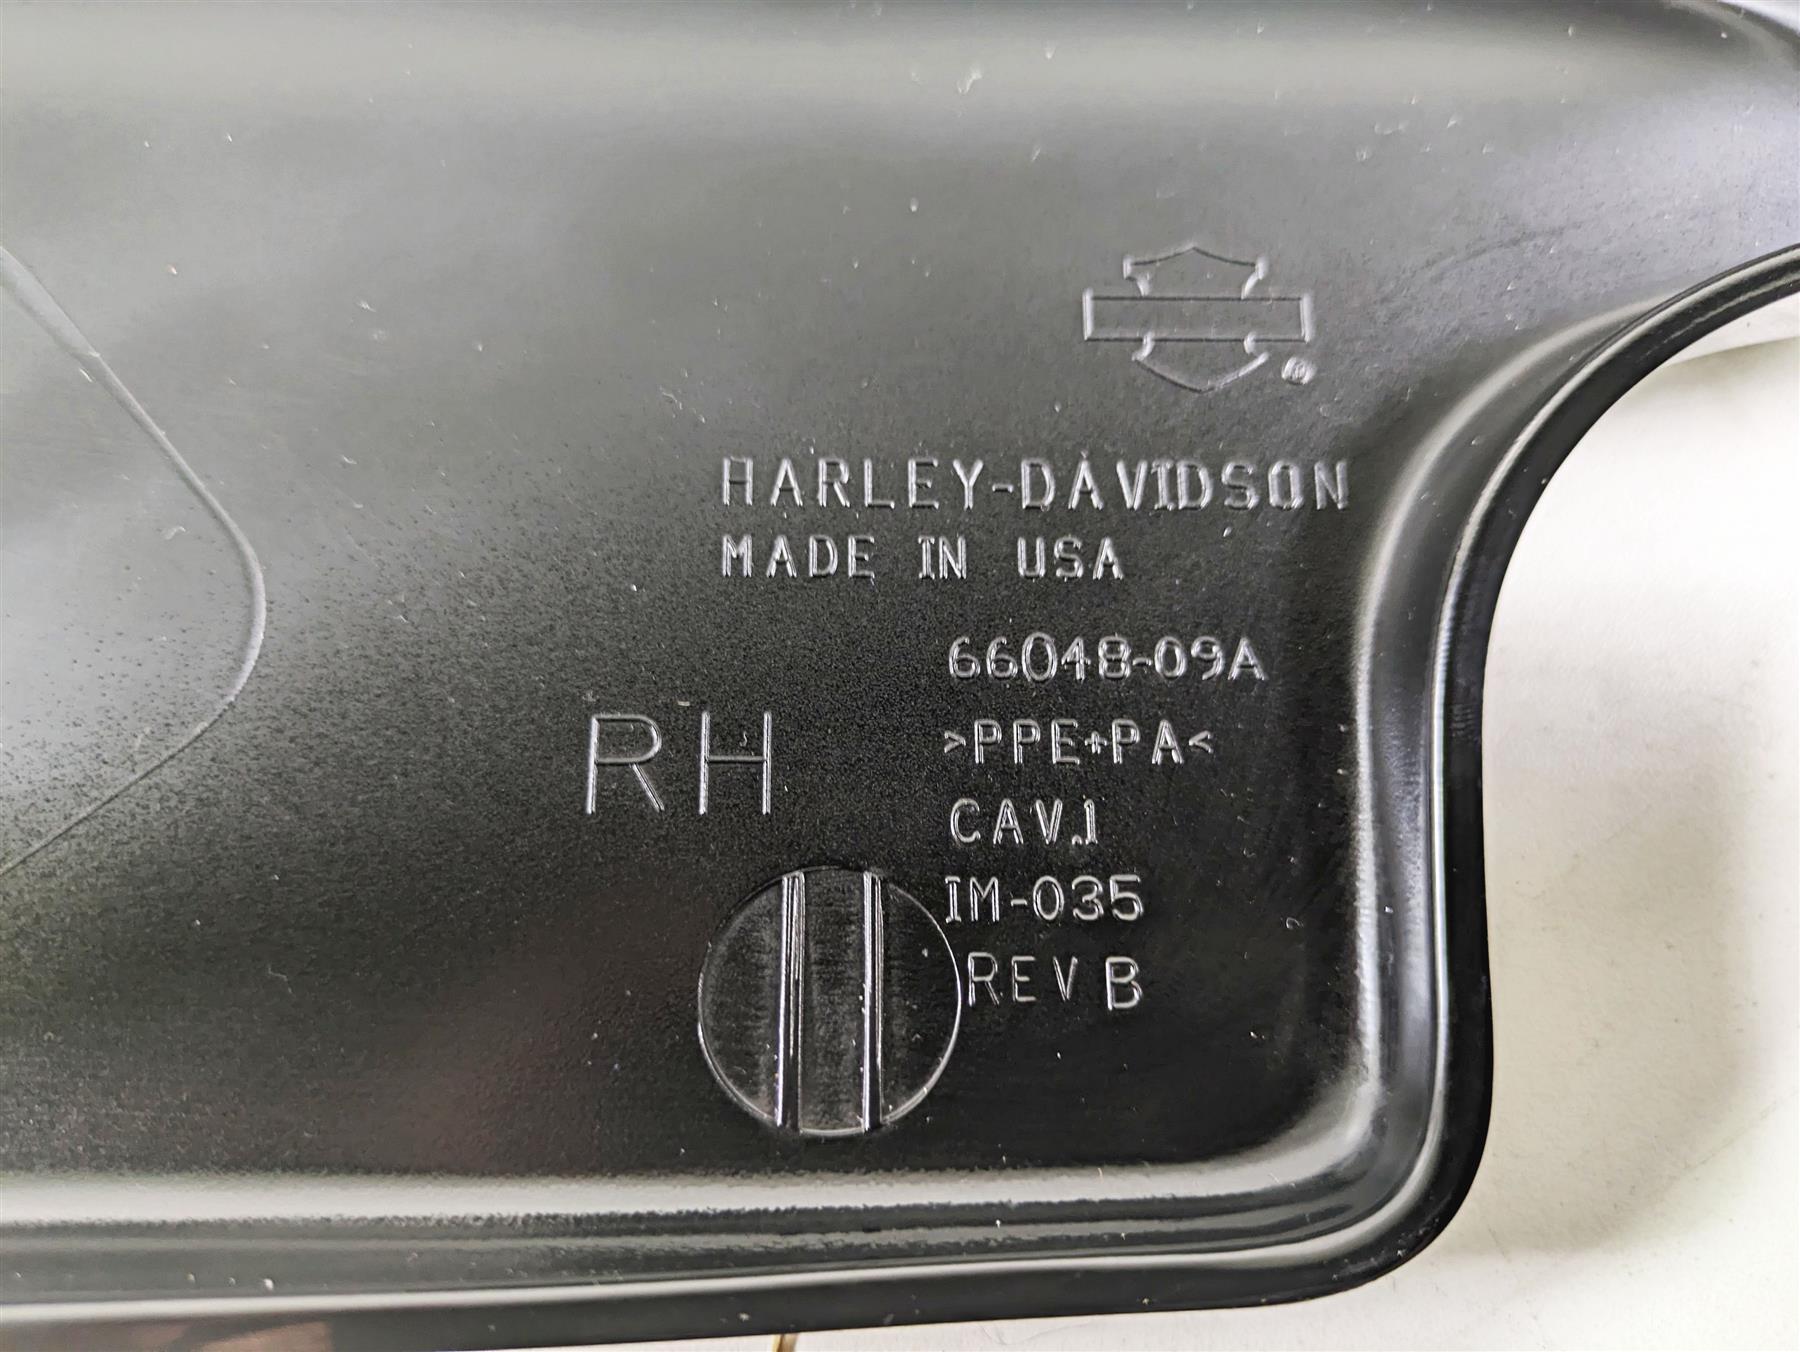 ®
HARLEY-DAVIDSON
MADE IN USA
66048-09A
RH
>PPE+PA<
CAV.1
IM-035
REV B